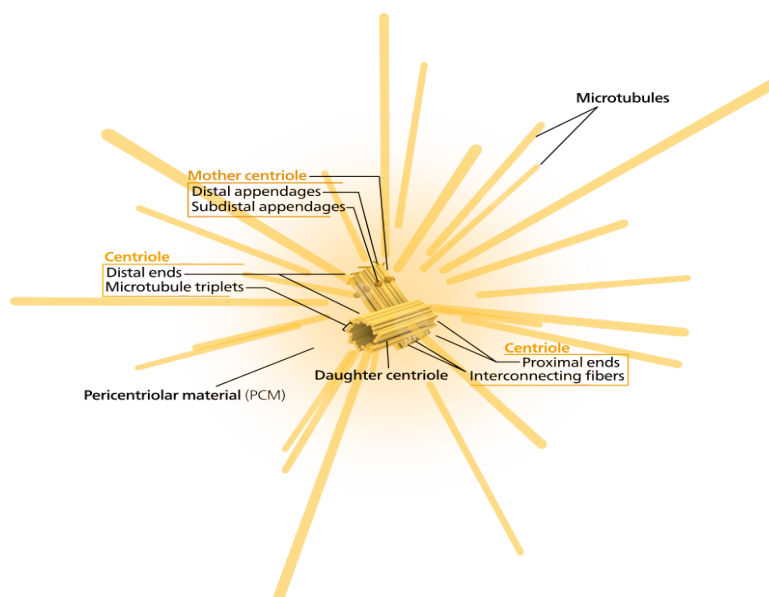 Microtubules
Mother centriole
Distal appendages
Subdistal appendages
Centriole
Distal ends
Microtubule triplets
Centriole
Proximal ends
Interconnecting fibers
Daughter centriole
Pericentriolar material (PCM)